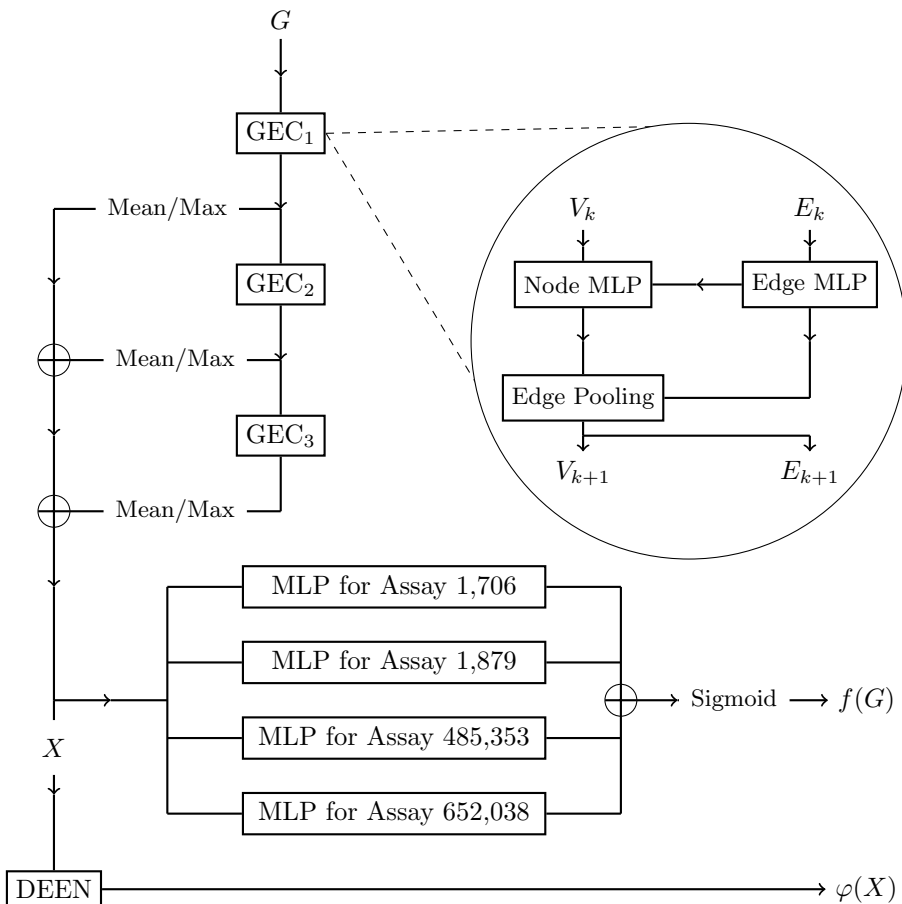 G
GEC₁
Mean/Max
V_k E_k
GEC₂
Node MLP Edge MLP
Mean/Max
Edge Pooling
GEC₃
V_{k+1} E_{k+1}
Mean/Max
MLP for Assay 1,706
MLP for Assay 1,879
Sigmoid f(G)
X
MLP for Assay 485,353
MLP for Assay 652,038
DEEN φ(X)